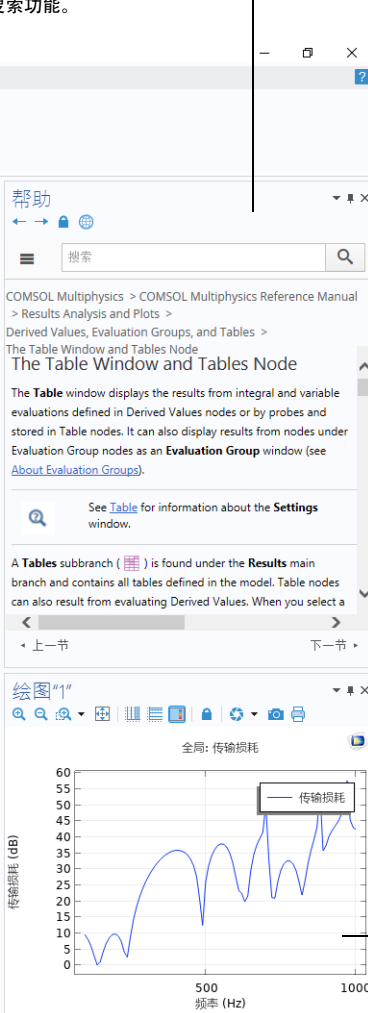 搜索功能。
?
帮助
搜索
COMSOL Multiphysics > COMSOL Multiphysics Reference Manual
> Results Analysis and Plots >
Derived Values, Evaluation Groups, and Tables >
The Table Window and Tables Node
The Table Window and Tables Node
The Table window displays the results from integral and variable
evaluations defined in Derived Values nodes or by probes and
stored in Table nodes. It can also display results from nodes under
Evaluation Group nodes as an Evaluation Group window (see
About Evaluation Groups).
See Table for information about the Settings
window.
A Tables subbranch ( ) is found under the Results main
branch and contains all tables defined in the model. Table nodes
can also result from evaluating Derived Values. When you select a
上一节
下一节
绘图"1"
全局: 传输损耗
传输损耗
60
55
50
45
40
35
30
25
20
15
10
5
0
传输损耗 (dB)
500
1000
频率 (Hz)